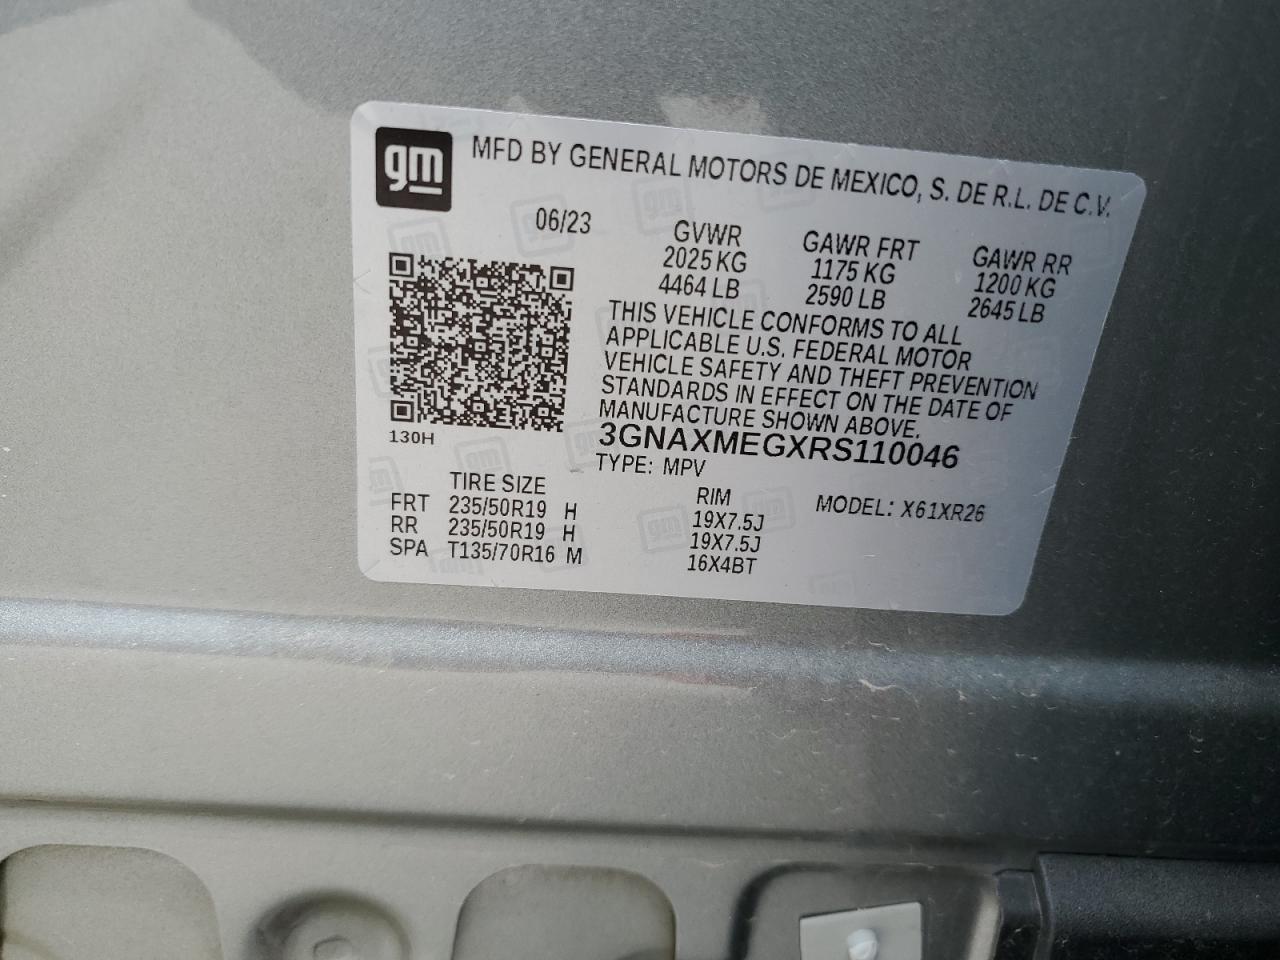 gm
MFD BY GENERAL MOTORS DE MEXICO, S. DE R.L. DE C.V.
06/23
GVWR GAWR FRT GAWR RR
2025 KG 1175 KG 1200 KG
4464 LB 2590 LB 2645 LB
THIS VEHICLE CONFORMS TO ALL
APPLICABLE U.S. FEDERAL MOTOR
VEHICLE SAFETY AND THEFT PREVENTION
STANDARDS IN EFFECT ON THE DATE OF
MANUFACTURE SHOWN ABOVE.
130H
3GNAXMEGXRS110046
TYPE: MPV
MODEL: X61XR26
TIRE SIZE RIM
FRT 235/50R19 H 19X7.5J
RR 235/50R19 H 19X7.5J
SPA T135/70R16 M 16X4BT